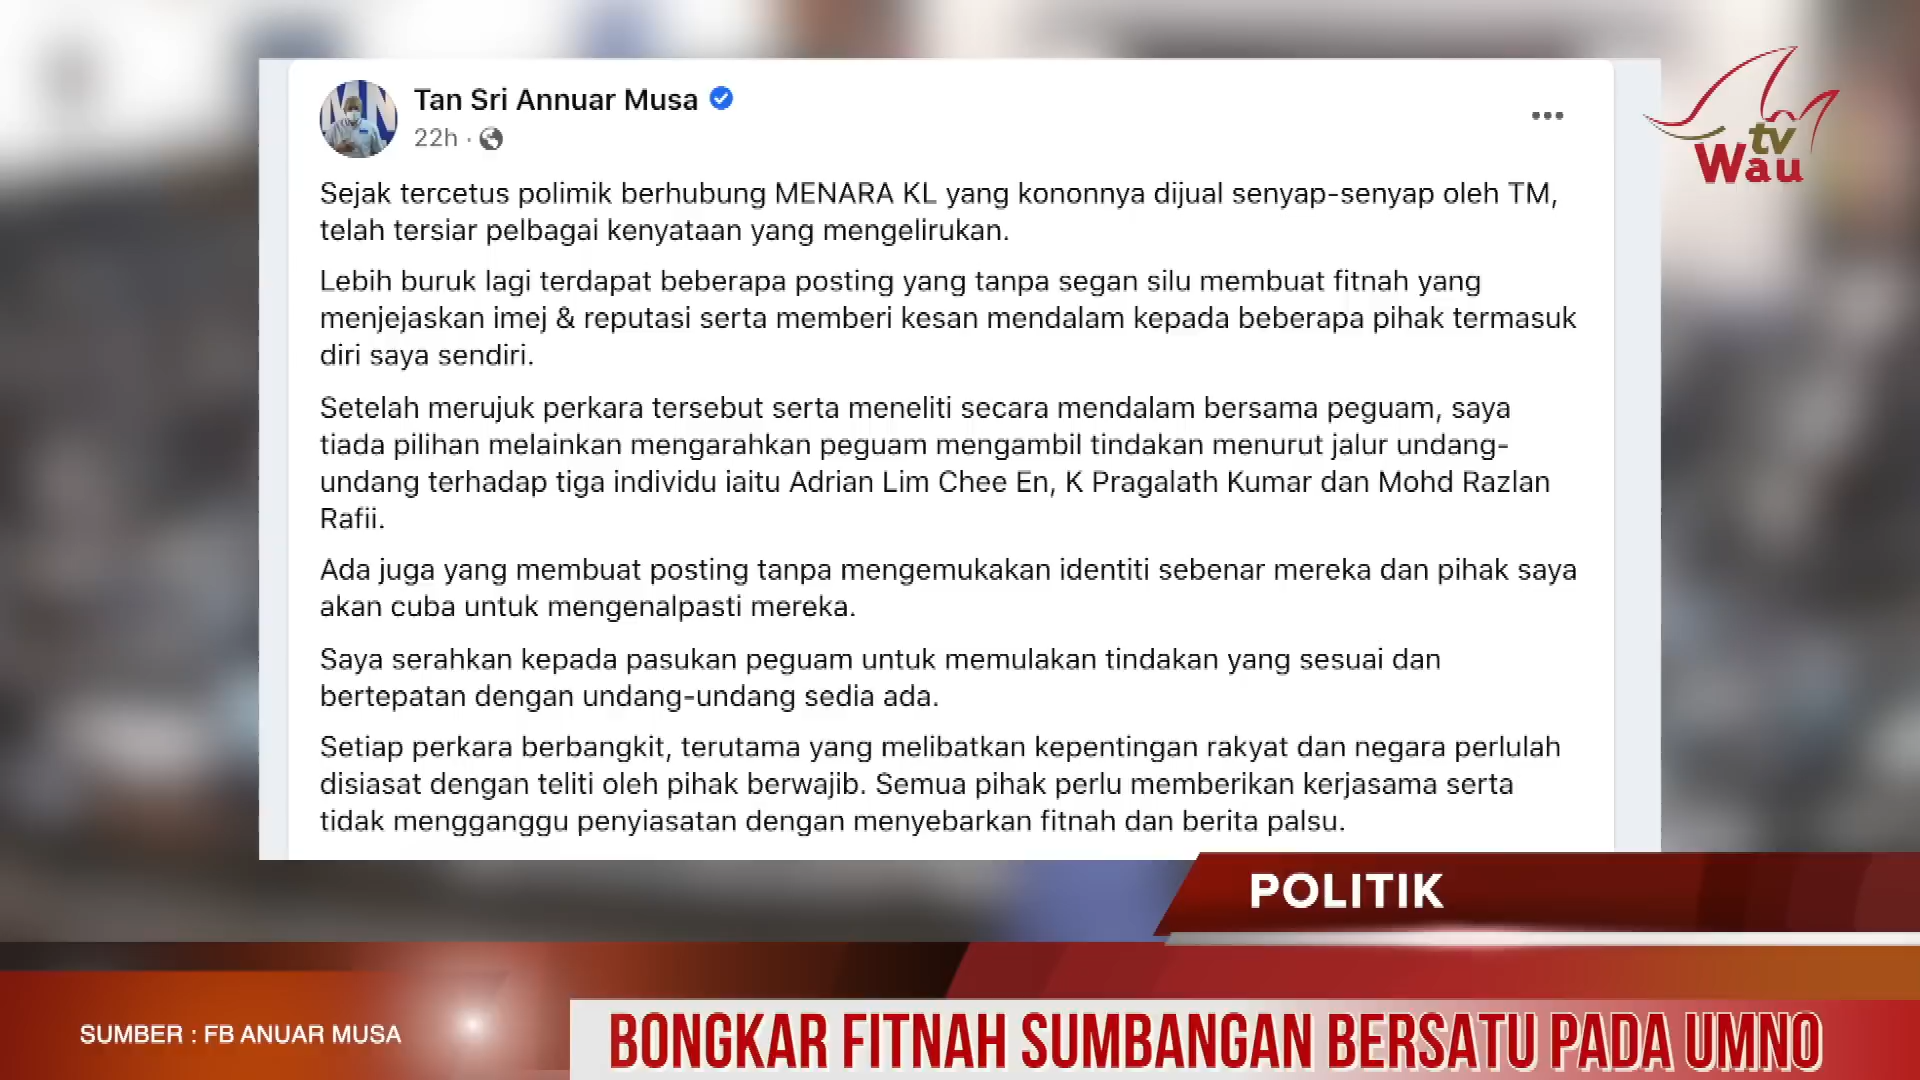 Tan Sri Annuar Musa
22h ·
tv
Wau
Sejak tercetus polimik berhubung MENARA KL yang kononnya dijual senyap-senyap oleh TM,
telah tersiar pelbagai kenyataan yang mengelirukan.
Lebih buruk lagi terdapat beberapa posting yang tanpa segan silu membuat fitnah yang
menjejaskan imej & reputasi serta memberi kesan mendalam kepada beberapa pihak termasuk
diri saya sendiri.
Setelah merujuk perkara tersebut serta meneliti secara mendalam bersama peguam, saya
tiada pilihan melainkan mengarahkan peguam mengambil tindakan menurut jalur undang-
undang terhadap tiga individu iaitu Adrian Lim Chee En, K Pragalath Kumar dan Mohd Razlan
Rafii.
Ada juga yang membuat posting tanpa mengemukakan identiti sebenar mereka dan pihak saya
akan cuba untuk mengenalpasti mereka.
Saya serahkan kepada pasukan peguam untuk memulakan tindakan yang sesuai dan
bertepatan dengan undang-undang sedia ada.
Setiap perkara berbangkit, terutama yang melibatkan kepentingan rakyat dan negara perlulah
disiasat dengan teliti oleh pihak berwajib. Semua pihak perlu memberikan kerjasama serta
tidak mengganggu penyiasatan dengan menyebarkan fitnah dan berita palsu.
POLITIK
SUMBER : FB ANUAR MUSA
BONGKAR FITNAH SUMBANGAN BERSATU PADA UMNO